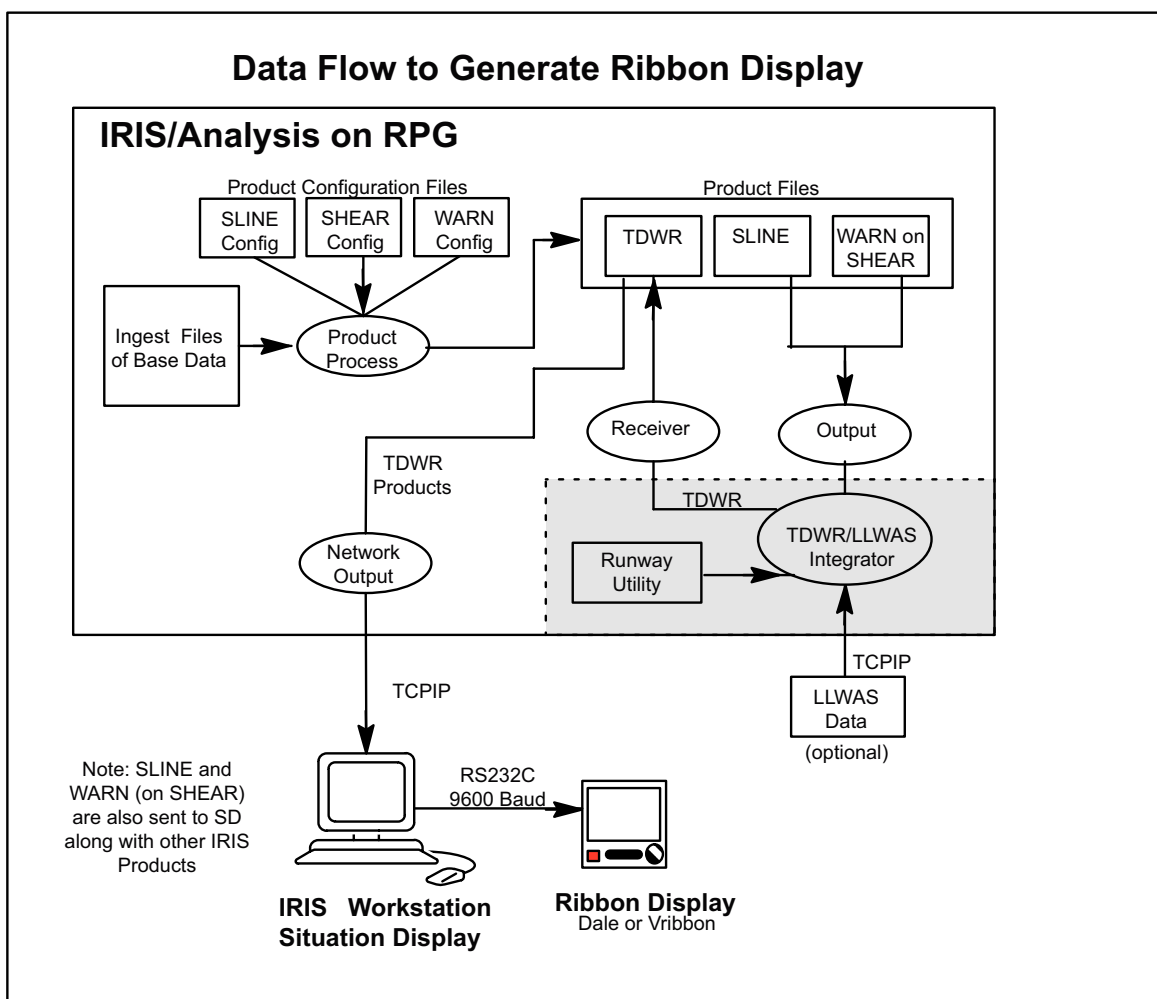 Data Flow to Generate Ribbon Display
IRIS/Analysis on RPG
Product Configuration Files
SLINE
Config
SHEAR
Config
WARN
Config
Product Files
TDWR
SLINE
WARN on
SHEAR
Ingest Files
of Base Data
Product
Process
Receiver
Output
TDWR
Products
TDWR
TDWR/LLWAS
Integrator
Network
Output
Runway
Utility
TCPIP
TCPIP
LLWAS
Data
(optional)
Note: SLINE and
WARN (on SHEAR)
are also sent to SD
along with other IRIS
Products
RS232C
9600 Baud
IRIS Workstation
Situation Display
Ribbon Display
Dale or Vribbon